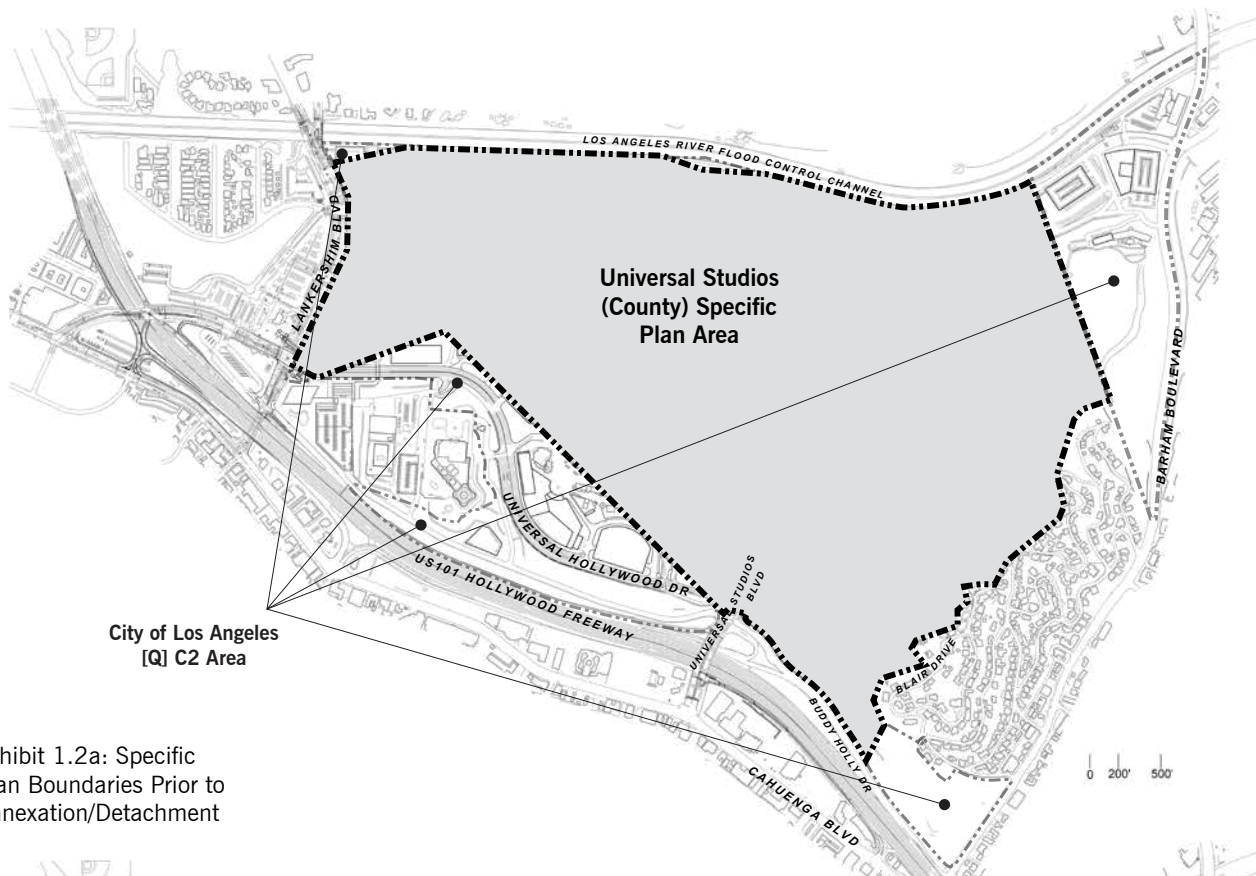 LOS ANGELES RIVER FLOOD CONTROL CHANNEL
LANKERSHIM BLVD
Universal Studios
(County) Specific
Plan Area
BARHAM BOULEVARD
UNIVERSAL HOLLYWOOD DR
US101 HOLLYWOOD FREEWAY
UNIVERSAL STUDIOS
BLVD
City of Los Angeles
[Q] C2 Area
BLAIR DRIVE
BUDDY HOLLY DR
CAHUENGA BLVD
hibit 1.2a: Specific
an Boundaries Prior to
nnexation/Detachment
0 200' 500'